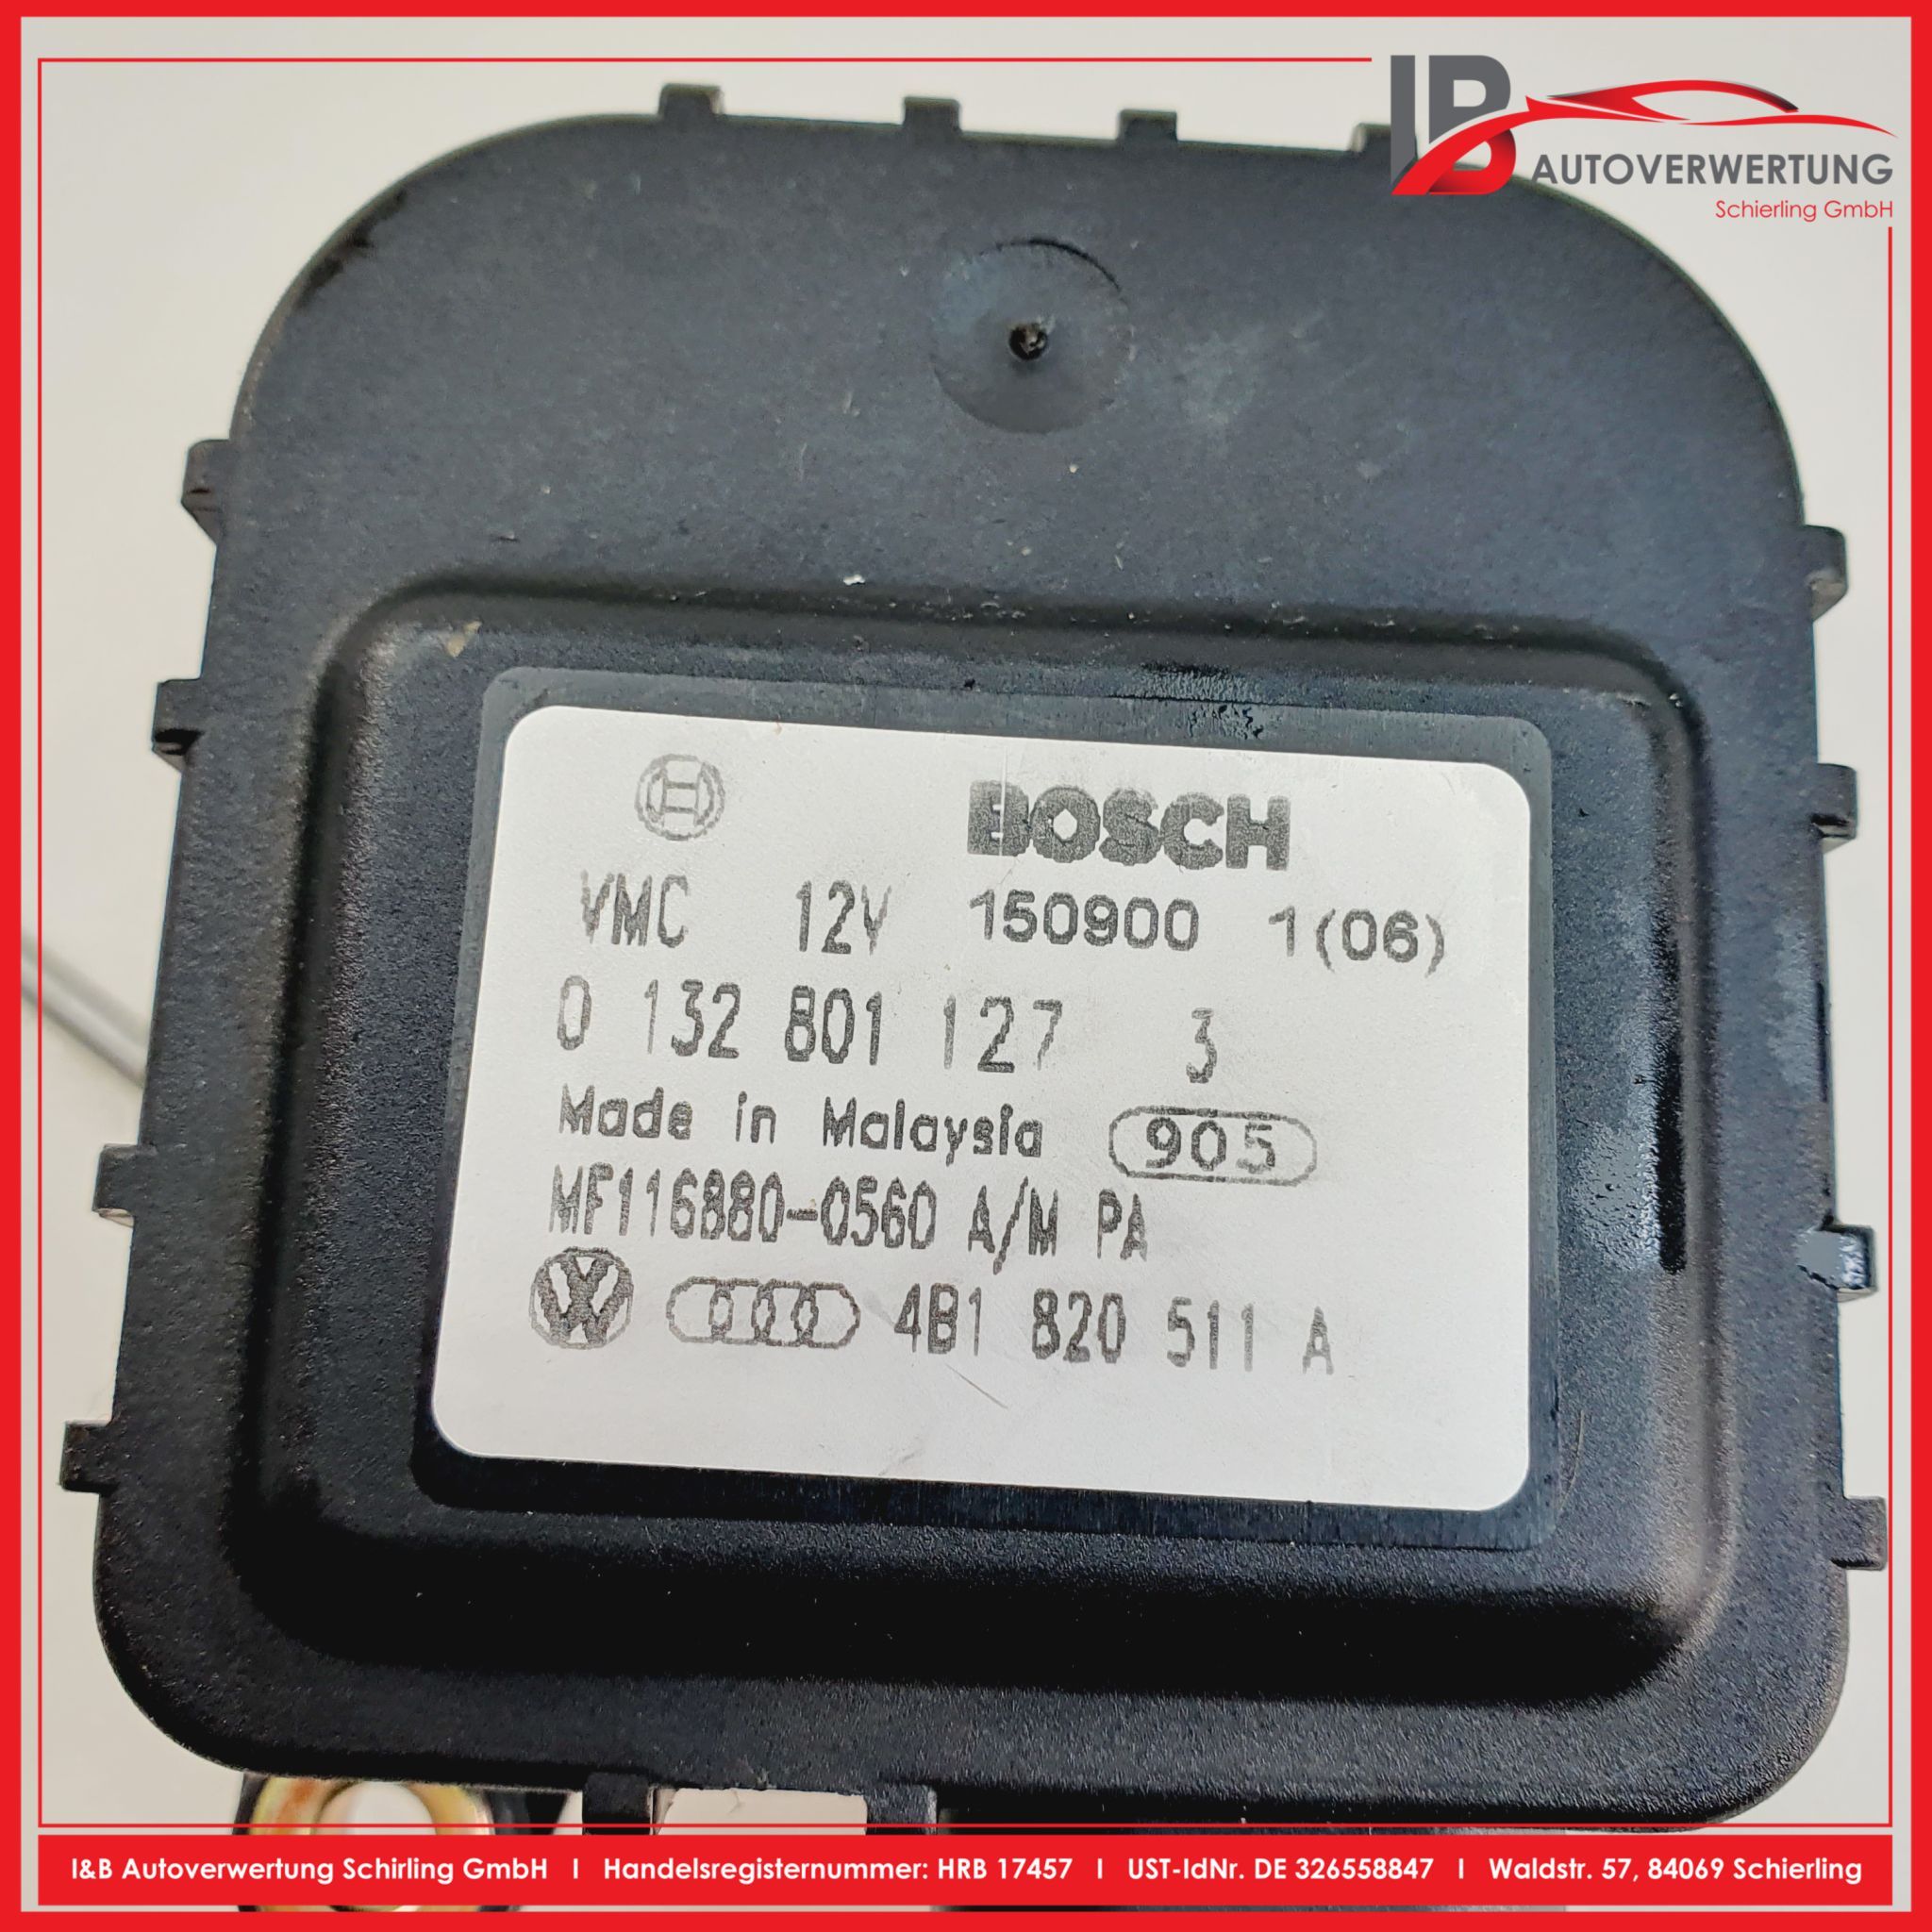 IB
AUTOVERWERTUNG
Schierling GmbH
BOSCH
VMC 12V 150900 1(06)
0 132 801 127 3
Made in Malaysia 905
MF116880-0560 A/M PA
4B1 820 511 A
I&B Autoverwertung Schirling GmbH I Handelsregisternummer: HRB 17457 I UST-IdNr. DE 326558847 I Waldstr. 57, 84069 Schierling